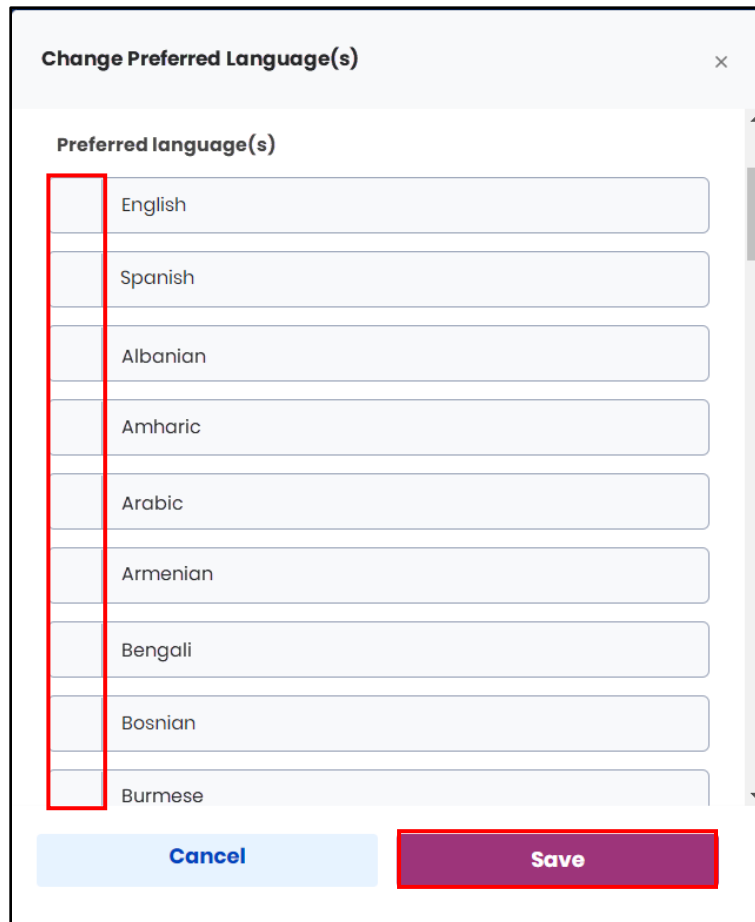 Change Preferred Language(s)
×
Preferred language(s)
English
Spanish
Albanian
Amharic
Arabic
Armenian
Bengali
Bosnian
Burmese
Cancel
Save